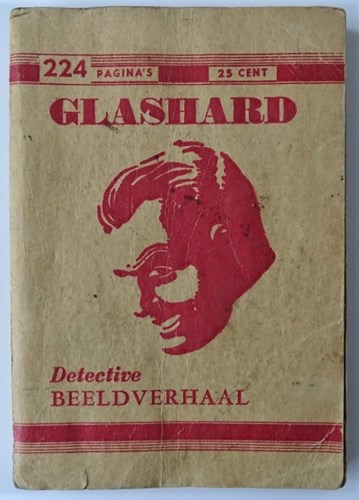 224 PAGINA'S 25 CENT
GLASHARD
Detective
BEELDVERHAAL